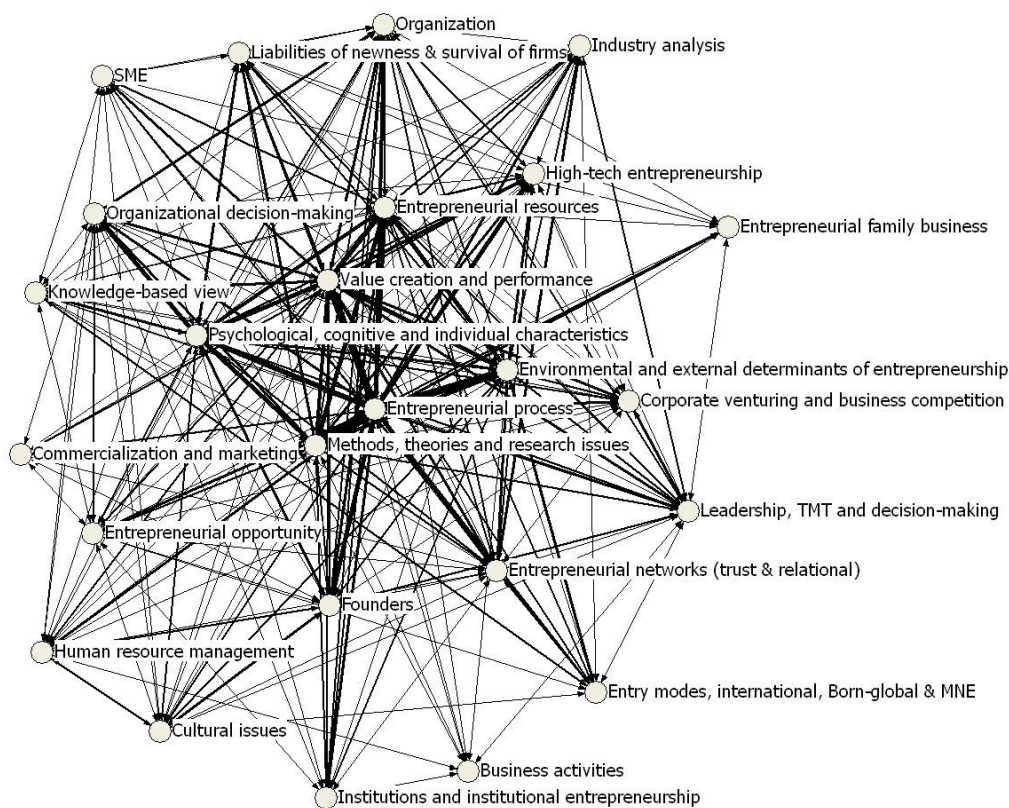 Organization
Industry analysis
Liabilities of newness & survival of firms
SME
High-tech entrepreneurship
Entrepreneurial resources
Organizational decision-making
Entrepreneurial family business
Value creation and performance
Knowledge-based view
Psychological, cognitive and individual characteristics
Environmental and external determinants of entrepreneurship
Corporate venturing and business competition
Entrepreneurial process
Methods, theories and research issues
Commercialization and marketing
Leadership, TMT and decision-making
Entrepreneurial opportunity
Entrepreneurial networks (trust & relational)
Founders
Human resource management
Entry modes, international, Born-global & MNE
Cultural issues
Business activities
Institutions and institutional entrepreneurship